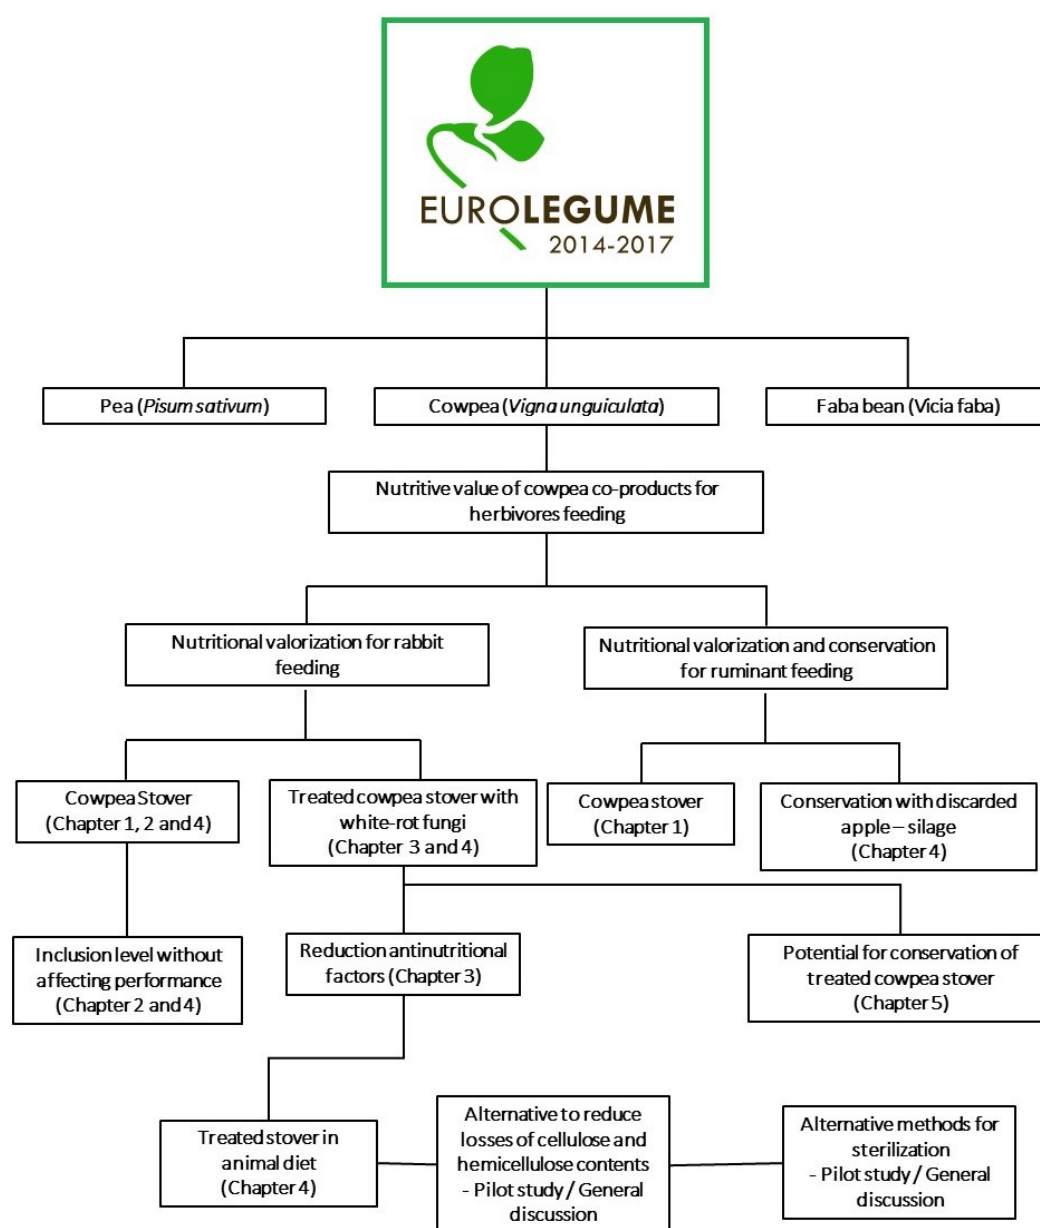 EUROLEGUME
2014-2017
Pea (Pisum sativum)
Cowpea (Vigna unguiculata)
Faba bean (Vicia faba)
Nutritive value of cowpea co-products for
herbivores feeding
Nutritional valorization for rabbit
feeding
Nutritional valorization and conservation
for ruminant feeding
Cowpea Stover
(Chapter 1, 2 and 4)
Treated cowpea stover with
white-rot fungi
(Chapter 3 and 4)
Cowpea stover
(Chapter 1)
Conservation with discarded
apple – silage
(Chapter 4)
Inclusion level without
affecting performance
(Chapter 2 and 4)
Reduction antinutritional
factors (Chapter 3)
Potential for conservation of
treated cowpea stover
(Chapter 5)
Treated stover in
animal diet
(Chapter 4)
Alternative to reduce
losses of cellulose and
hemicellulose contents
- Pilot study / General
discussion
Alternative methods for
sterilization
- Pilot study / General
discussion